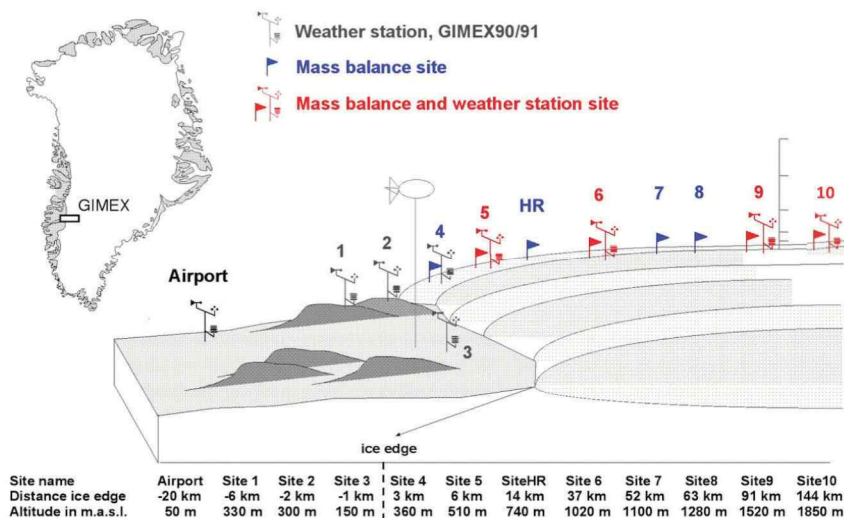 Weather station, GIMEX90/91
Mass balance site
Mass balance and weather station site
GIMEX
Airport
1
2
3
4
5
HR
6
7
8
9
10
ice edge
Site name Airport Site 1 Site 2 Site 3 Site 4 Site 5 SiteHR Site 6 Site 7 Site8 Site9 Site10
Distance ice edge -20 km -6 km -2 km -1 km 3 km 6 km 14 km 37 km 52 km 63 km 91 km 144 km
Altitude in m.a.s.l. 50 m 330 m 300 m 150 m 360 m 510 m 740 m 1020 m 1100 m 1280 m 1520 m 1850 m